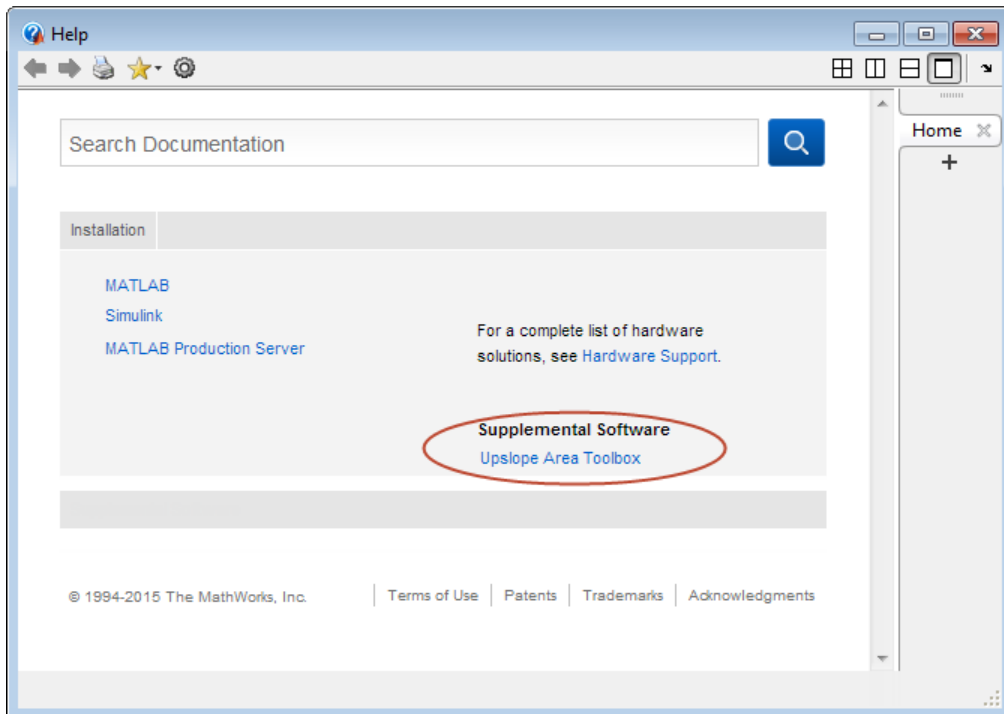 Help
Search Documentation
Home
Installation
MATLAB
Simulink
MATLAB Production Server
For a complete list of hardware
solutions, see Hardware Support.
Supplemental Software
Upslope Area Toolbox
© 1994-2015 The MathWorks, Inc.
Terms of Use
Patents
Trademarks
Acknowledgments